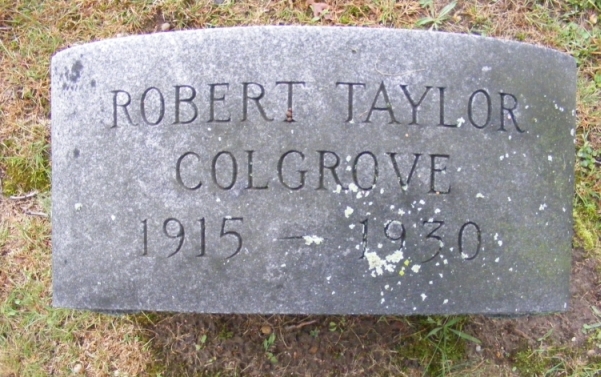 ROBERT TAYLOR
COLGROVE
1915 – 1930